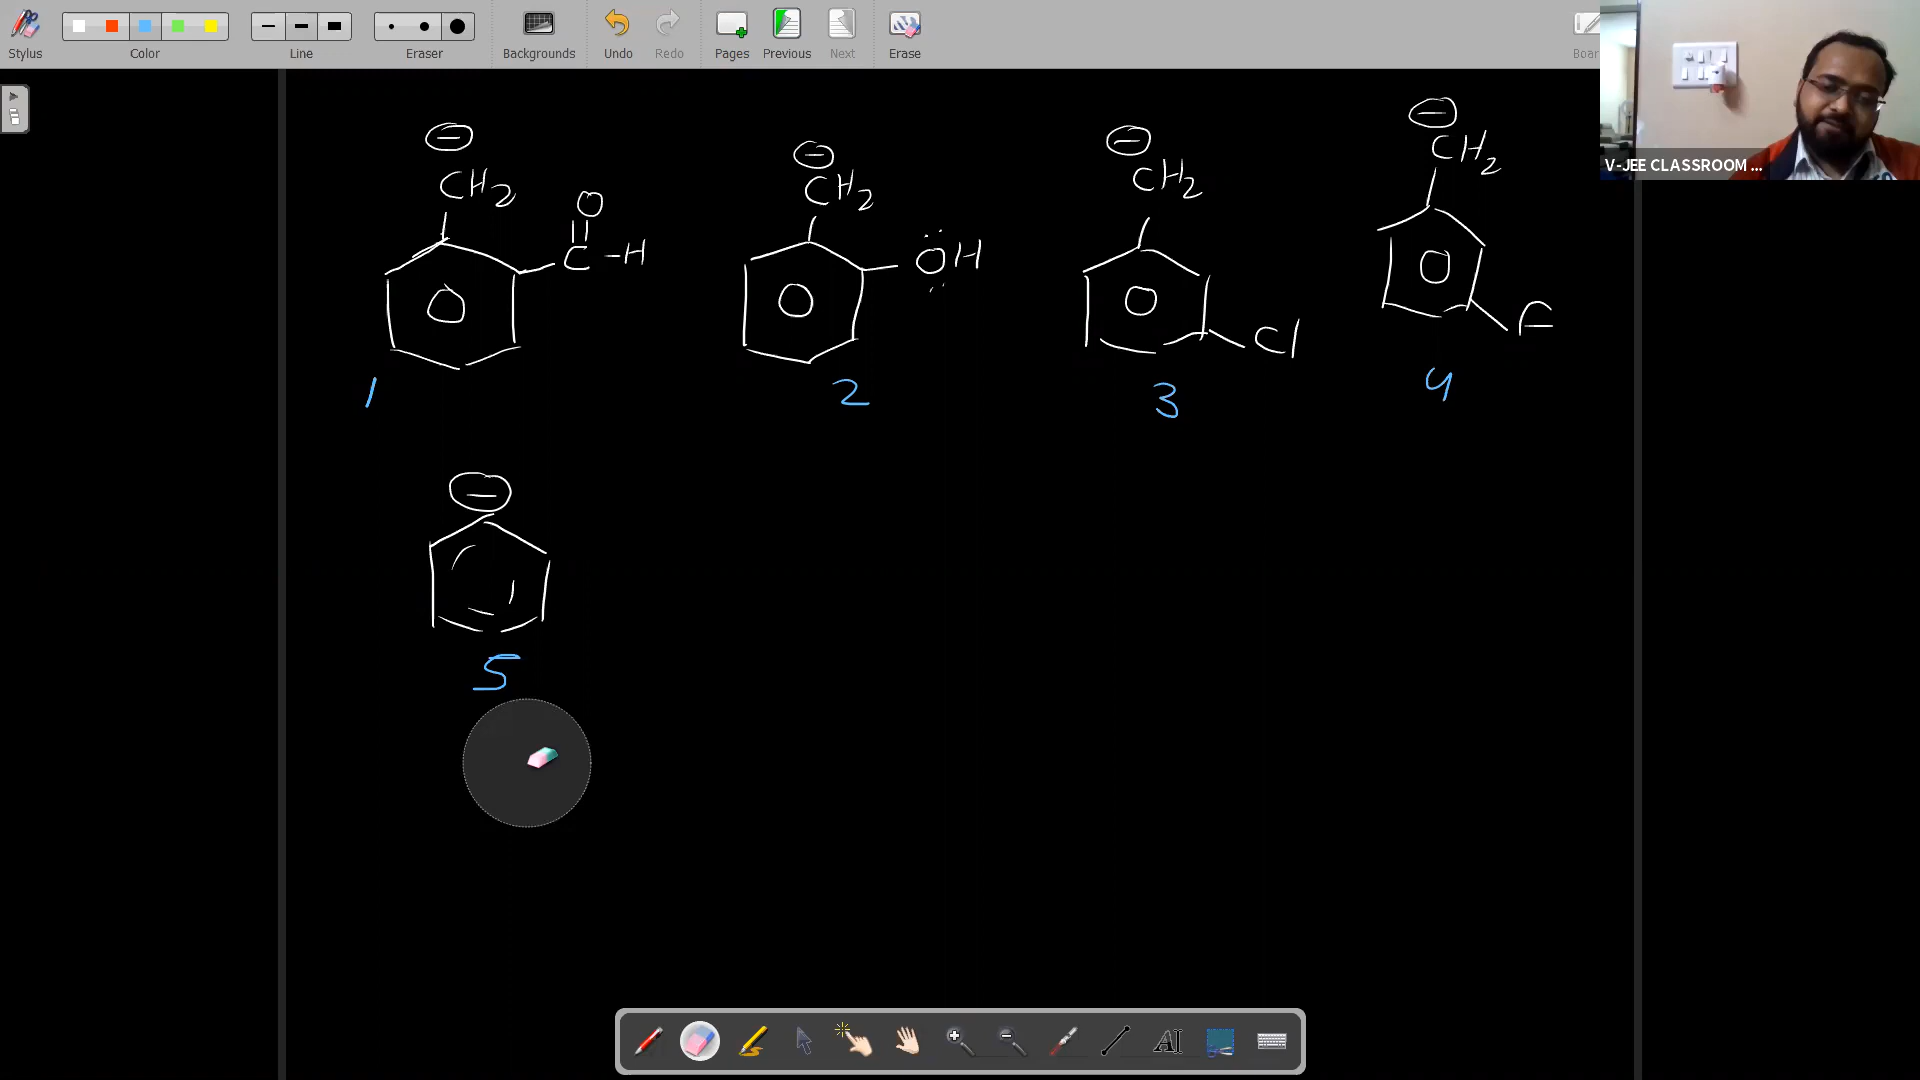 Stylus Color Line Eraser Backgrounds Undo Redo Pages Previous Next Erase
V-JEE CLASSROOM ...
⊖ ⊖ ⊖ ⊖
CH2 CH2 CH2 CH2
O
C-H ÖH Cl F
1 2 3 4
⊖
5